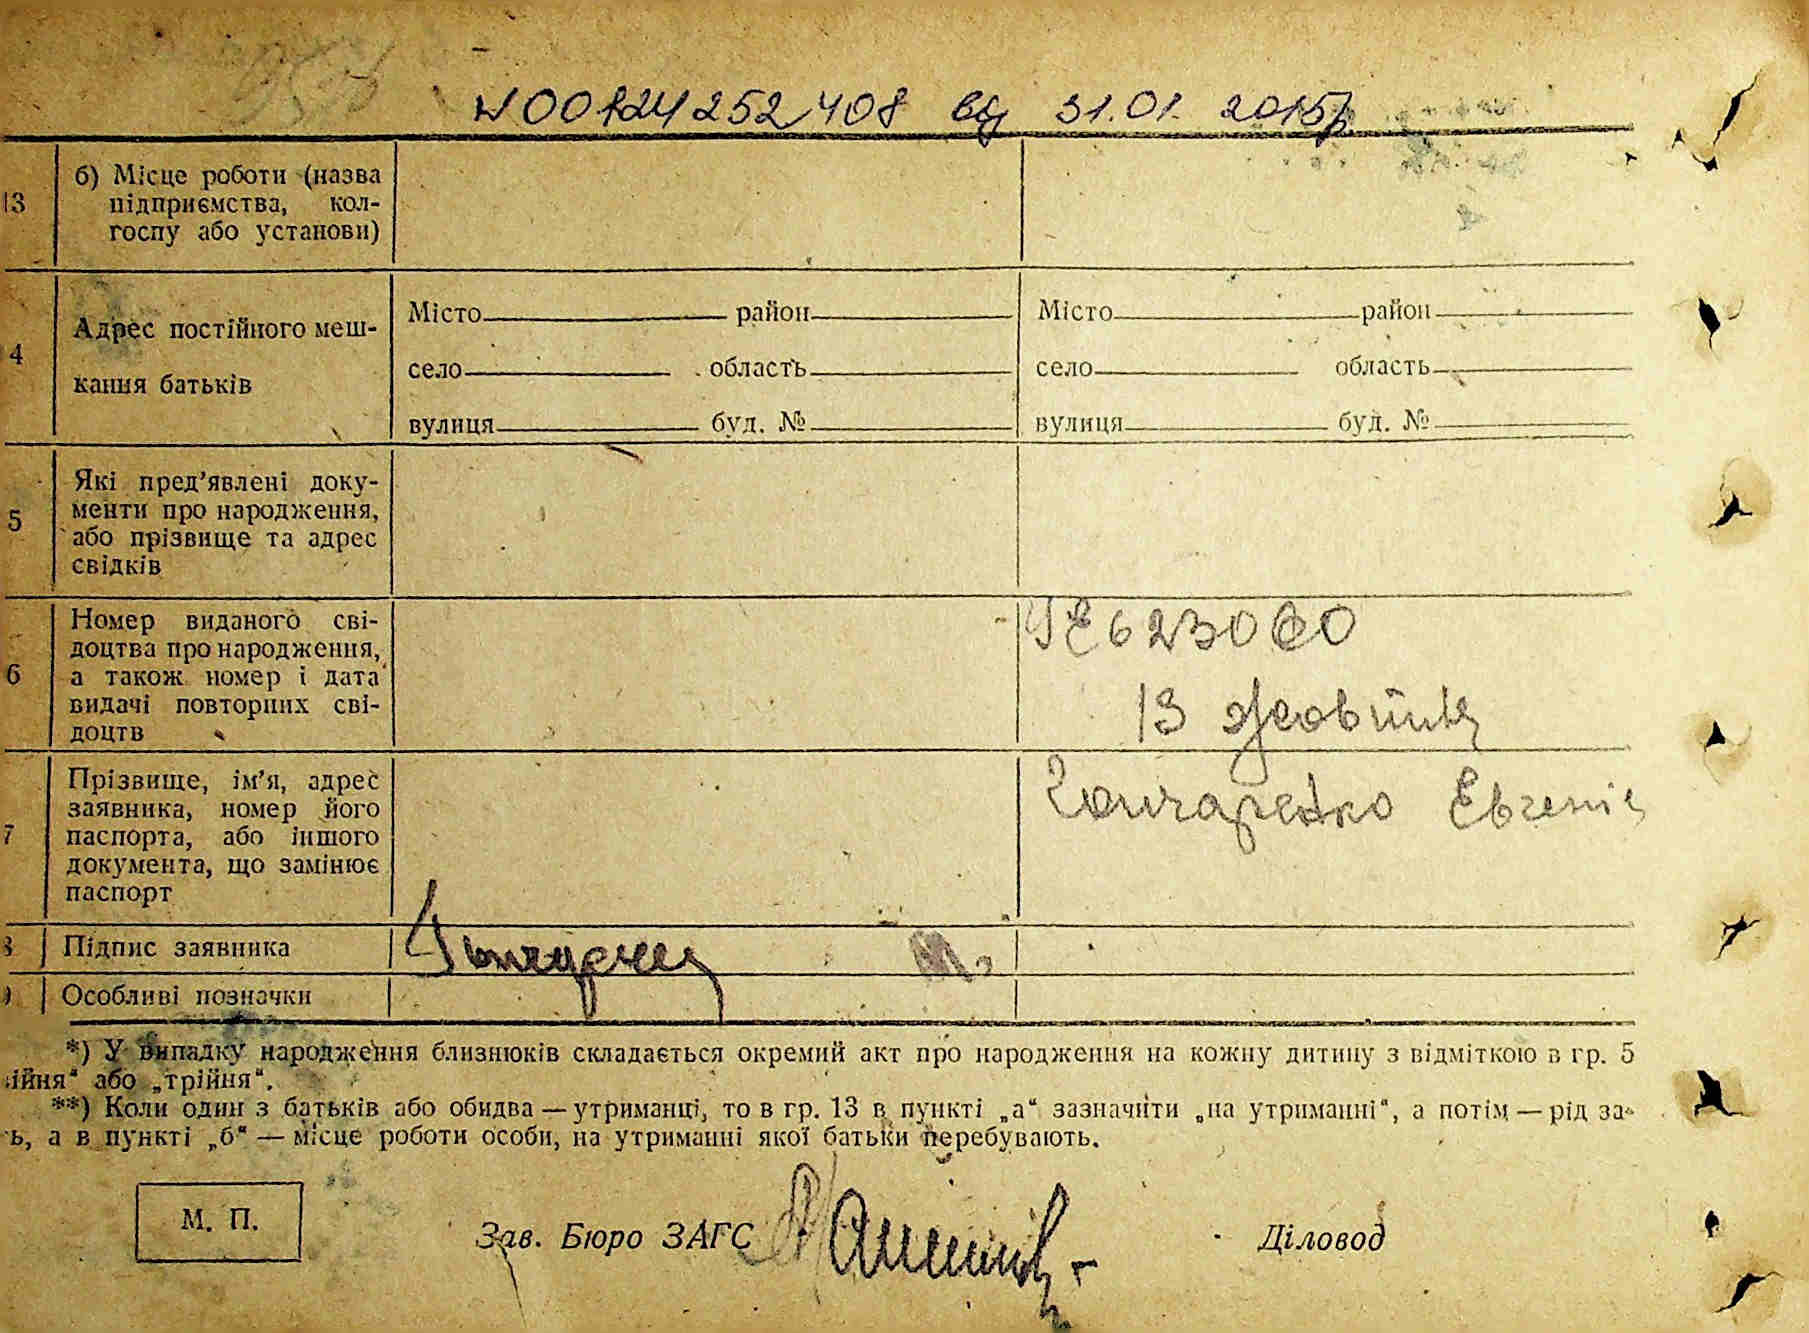 N 00124252408 від 31.01.2015р.
13
б) Місце роботи (назва
підприємства, кол-
госпу або установи)
4
Адрес постійного меш-
кання батьків
Місто район
село область
вулиця буд. №
Місто район
село область
вулиця буд. №
5
Які пред’явлені доку-
менти про народження,
або прізвище та адрес
свідків
6
Номер виданого сві-
доцтва про народження,
а також номер і дата
видачі повторних сві-
доцтв
13 жовтня
7
Прізвище, ім’я, адрес
заявника, номер його
паспорта, або іншого
документа, що замінює
паспорт
Гончаренко Евгенія
Підпис заявника
Особливі позначки
*) У випадку народження близнюків складається окремий акт про народження на кожну дитину з відміткою в гр. 5
ійня“ або „трійня“.
**) Коли один з батьків або обидва — утриманці, то в гр. 13 в пункті „а“ зазначити „на утриманні“, а потім — рід за-
ь, а в пункті „б“ — місце роботи особи, на утриманні якої батьки перебувають.
М. П.
Зав. Бюро ЗАГС
Діловод